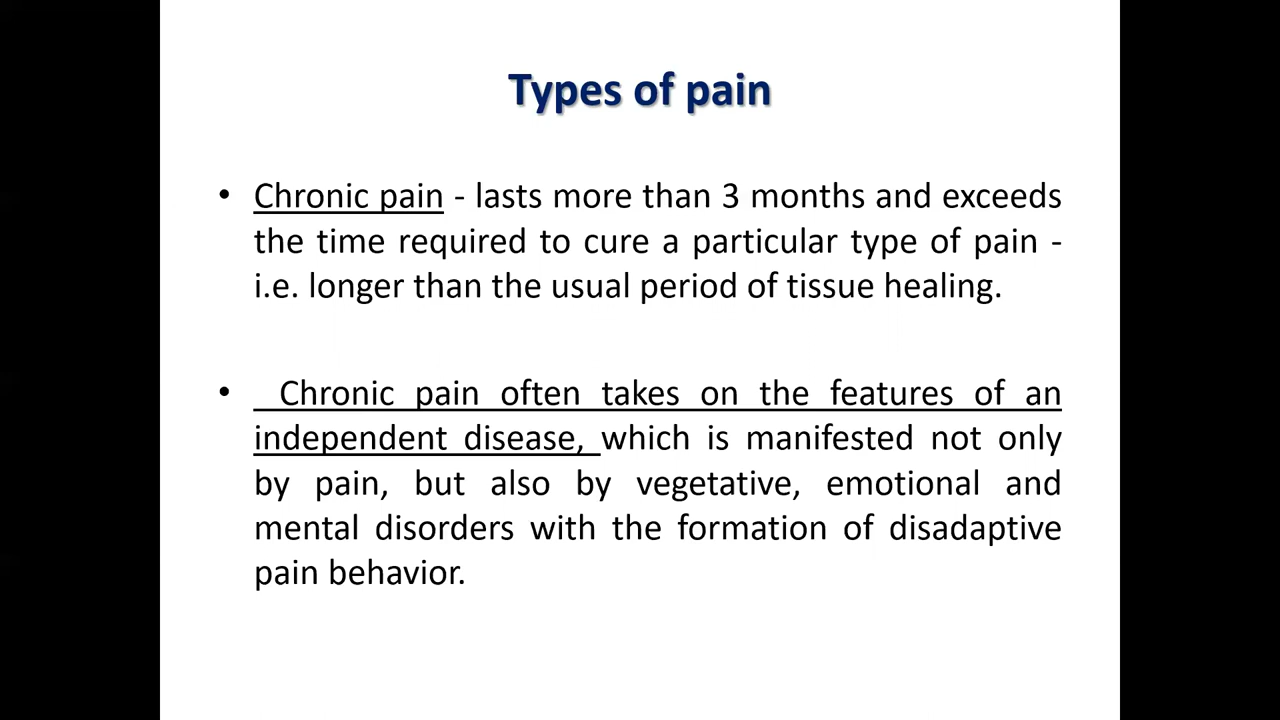 Types of pain
• Chronic pain - lasts more than 3 months and exceeds
the time required to cure a particular type of pain -
i.e. longer than the usual period of tissue healing.
• Chronic pain often takes on the features of an
independent disease, which is manifested not only
by pain, but also by vegetative, emotional and
mental disorders with the formation of disadaptive
pain behavior.